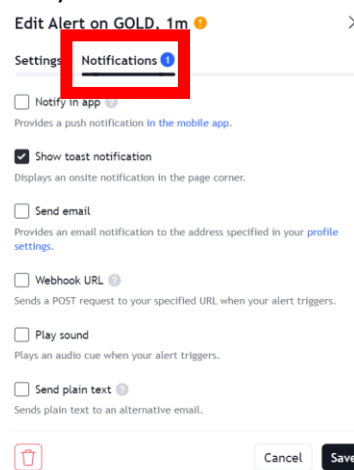 Edit Alert on GOLD, 1m
Settings Notifications 1
Notify in app
Provides a push notification in the mobile app.
Show toast notification
Displays an onsite notification in the page corner.
Send email
Provides an email notification to the address specified in your profile
settings.
Webhook URL
Sends a POST request to your specified URL when your alert triggers.
Play sound
Plays an audio cue when your alert triggers.
Send plain text
Sends plain text to an alternative email.
Cancel Save